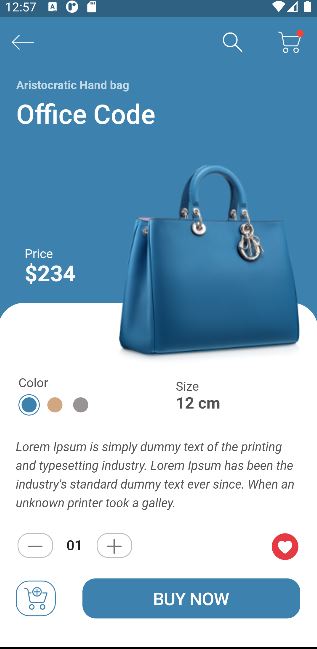 12:57
Aristocratic Hand bag
Office Code
Price
$234
Color
Size
12 cm
Lorem Ipsum is simply dummy text of the printing
and typesetting industry. Lorem Ipsum has been the
industry's standard dummy text ever since. When an
unknown printer took a galley.
01
BUY NOW